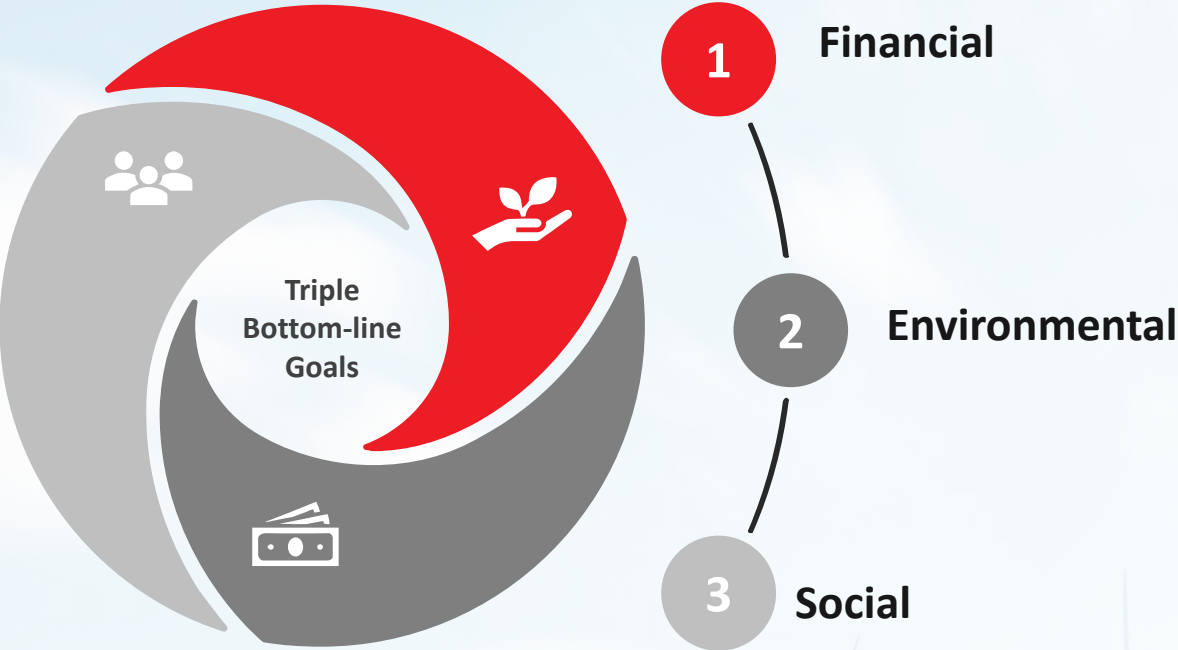 Triple
Bottom-line
Goals
1
Financial
2
Environmental
3
Social